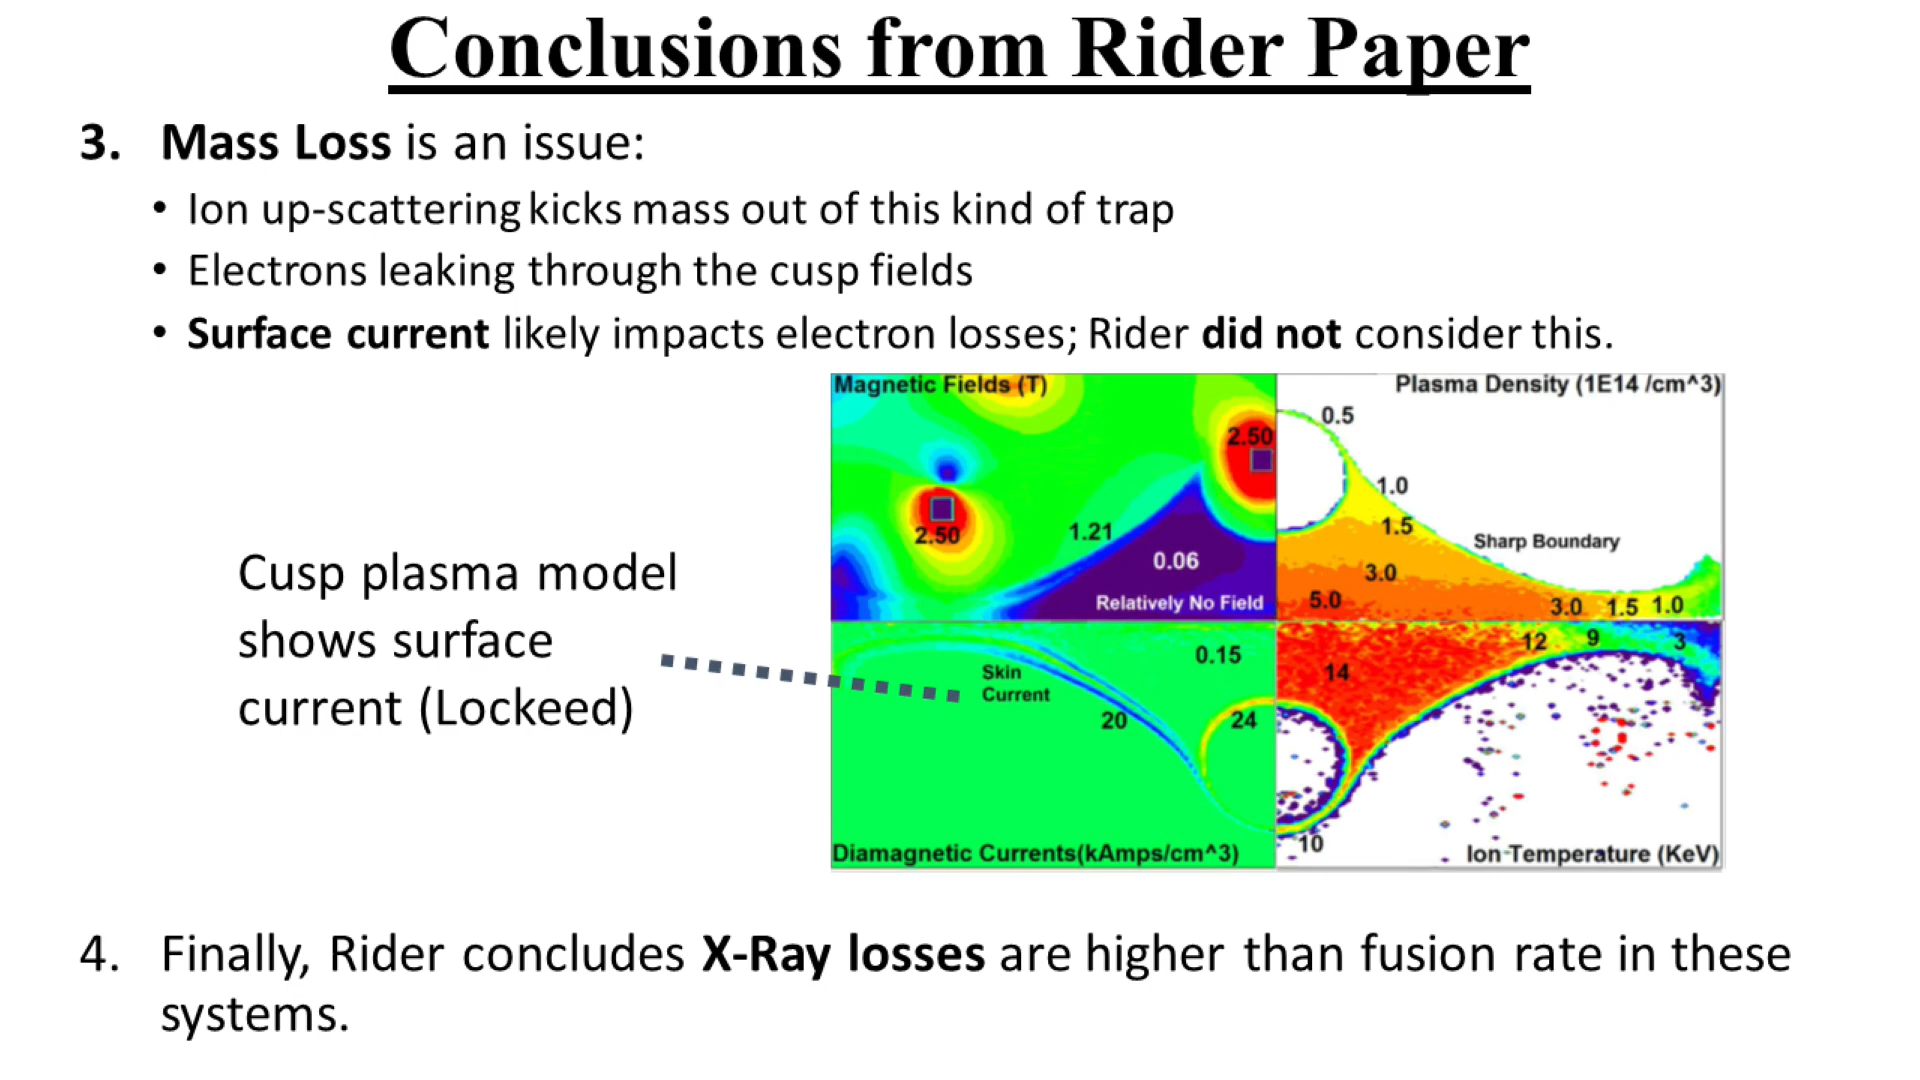 Conclusions from Rider Paper
3. Mass Loss is an issue:
• Ion up-scattering kicks mass out of this kind of trap
• Electrons leaking through the cusp fields
• Surface current likely impacts electron losses; Rider did not consider this.
Magnetic Fields (T)
2.50
2.50
1.21
0.06
Relatively No Field
Plasma Density (1E14 /cm^3)
0.5
1.0
1.5
Sharp Boundary
3.0
5.0
3.0 1.5 1.0
Cusp plasma model
shows surface
current (Lockeed)
0.15
Skin
Current
20
24
Diamagnetic Currents(kAmps/cm^3)
12 9 3
14
10
Ion Temperature (KeV)
4. Finally, Rider concludes X-Ray losses are higher than fusion rate in these
systems.